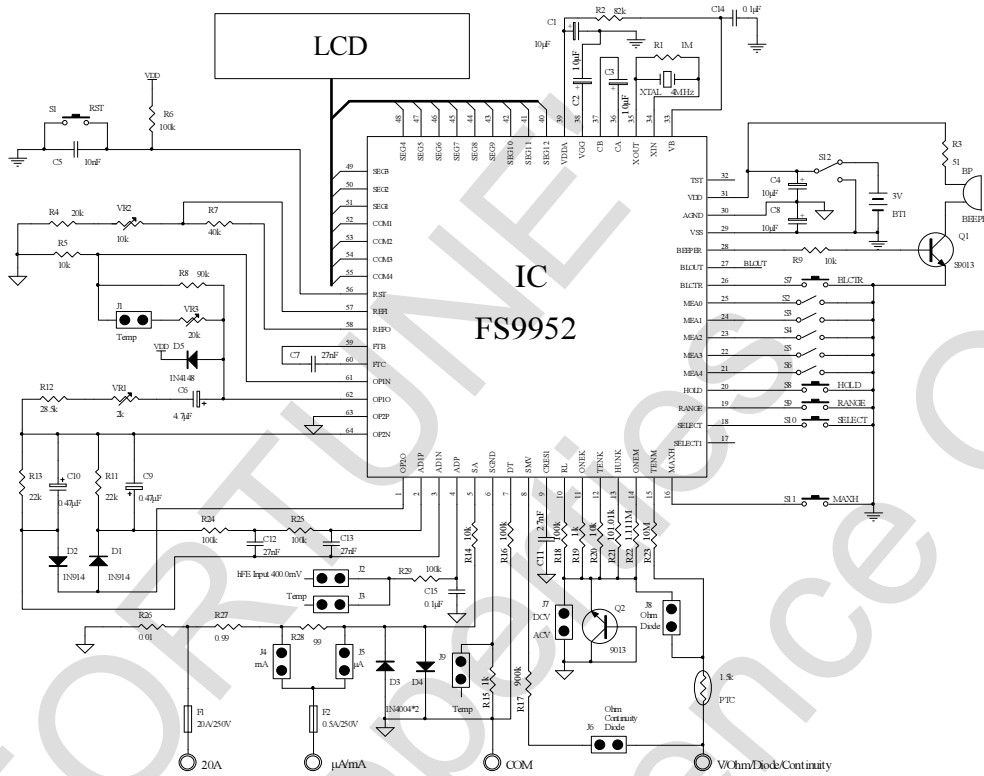 LCD
C1
10µF
R2
82k
C14
0.1µF
R1
1M
C2
10µF
C3
10µF
XTAL
4MHz
VDD
S1
RST
R6
100k
C5
10nF
48
47
46
45
44
43
42
41
40
39
38
37
36
35
34
33
SEG4
SEG5
SEG6
SEG7
SEG8
SEG9
SEG10
SEG11
SEG12
VDDA
VGG
CB
CA
XOUT
XIN
VB
IC
FS9952
49
SEG3
50
SEG2
51
SEG1
52
COM1
53
COM2
54
COM3
55
COM4
56
RST
57
REFI
58
REFO
59
FTB
60
FTC
61
OPIN
62
OP1O
63
OP2P
64
OP2N
TST
32
VDD
31
AGND
30
VSS
29
BEEPER
28
BLOUT
27
BLOUT
BLCTR
26
MEA0
25
MEA1
24
MEA2
23
MEA3
22
MEA4
21
HOLD
20
RANGE
19
SELECT
18
SELECT1
17
OP2O
AD1P
AD1N
ADP
SA
SGND
DT
SMV
CRES1
RL
ONEK
TENK
HUNK
ONEM
TENM
MAXH
1
2
3
4
5
6
7
8
9
10
11
12
13
14
15
16
R4
20k
VR2
10k
R7
40k
R5
10k
R8
90k
J1
Temp
VR3
20k
VDD
D5
1N4148
C7
27nF
R12
28.5k
VR1
2k
C6
4.7µF
R13
22k
C10
0.47µF
R11
22k
C9
0.47µF
D2
1N914
D1
1N914
R24
100k
R25
100k
C12
27nF
C13
27nF
hFE Input 400.0mV
J2
Temp
J3
R29
100k
C15
0.1µF
R14
10k
R16
100k
C11
2.7nF
R18
100k
R19
1k
R20
10k
R21
101.01k
R22
1.111M
R23
10M
R26
0.01
R27
0.99
R28
99
J4
mA
J5
µA
D3
D4
1N4004*2
J9
Temp
R15
1k
R17
900k
J7
DCV
ACV
Q2
9013
J8
Ohm
Diode
1.5k
PTC
Ohm
Continuity
Diode
J6
F1
20A/250V
F2
0.5A/250V
20A
µA/mA
COM
V/Ohm/Diode/Continuity
S12
C4
10µF
C8
10µF
3V
BT1
R3
51
BP
BEEPER
Q1
S9013
R9
10k
S7
BLCTR
S2
S3
S4
S5
S6
S8
HOLD
S9
RANGE
S10
SELECT
S11
MAXH
FORTUNE'